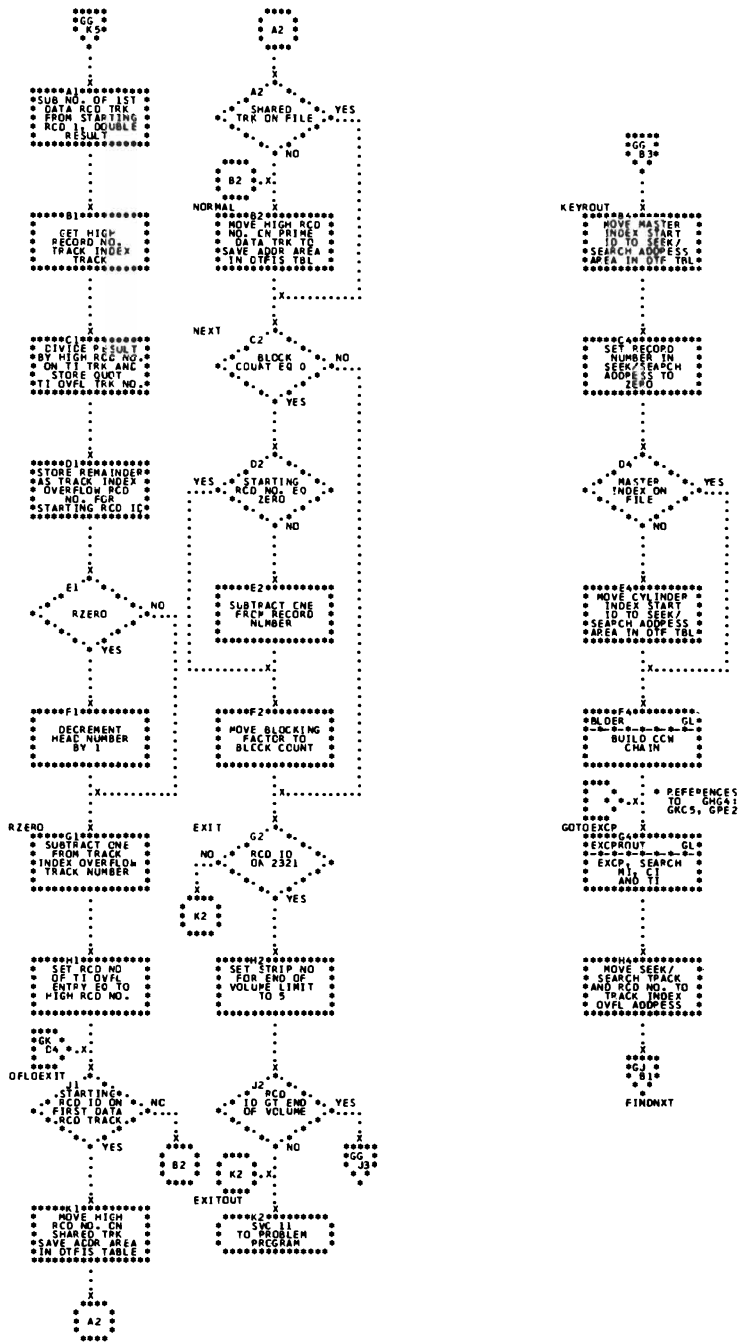 GG
K5
A1
SUB NO. OF 1ST
DATA RCD TRK
FROM STARTING
RCD 1, DOUBLE
RESULT
B1
GET HIGH
RECORD NO.
TRACK INDEX
TRACK
C1
DIVIDE RESULT
BY HIGH RCD NO.
ON TI TRK AND
STORE QUOT
TI OVFL TRK NO.
D1
STORE REMAINDER
AS TRACK INDEX
OVERFLOW RCD
NO. FOR
STARTING RCD ID
E1
RZERO
NO
YES
F1
DECREMENT
HEAD NUMBER
BY 1
RZERO
G1
SUBTRACT ONE
FROM TRACK
INDEX OVERFLOW
TRACK NUMBER
H1
SET RCD NO
OF TI OVFL
ENTRY EQ TO
HIGH RCD NO.
GK
D4
OFLOEXIT
J1
STARTING
RCD ID ON
FIRST DATA
RCD TRACK
NO
YES
B2
K1
MOVE HIGH
RCD NO. ON
SHARED TRK
SAVE ADDR AREA
IN DTFIS TABLE
A2
A2
A2
SHARED
TRK ON FILE
YES
NO
B2
NORMAL
B2
MOVE HIGH RCD
NO. ON PRIME
DATA TRK TO
SAVE ADDR AREA
IN DTFIS TBL
NEXT
C2
BLOCK
COUNT EQ 0
NO
YES
D2
YES
STARTING
RCD NO. EQ
ZERO
NO
E2
SUBTRACT ONE
FROM RECORD
NUMBER
F2
MOVE BLOCKING
FACTOR TO
BLOCK COUNT
EXIT
G2
NO
RCD ID
ON 2321
YES
K2
H2
SET STRIP NO
FOR END OF
VOLUME LIMIT
TO 5
J2
RCD
ID GT END
OF VOLUME
YES
NO
GG
J3
K2
EXITOUT
K2
SVC 11
TO PROBLEM
PROGRAM
GG
B3
KEYROUT
B4
MOVE MASTER
INDEX START
ID TO SEEK/
SEARCH ADDRESS
AREA IN DTF TBL
C4
SET RECORD
NUMBER IN
SEEK/SEARCH
ADDRESS TO
ZERO
D4
MASTER
INDEX ON
FILE
YES
NO
E4
MOVE CYLINDER
INDEX START
ID TO SEEK/
SEARCH ADDRESS
AREA IN DTF TBL
F4
BLDER GL
BUILD CCW
CHAIN
* REFERENCES
TO GHG4:
GKC5, GPE2
GOTOEXCP
G4
EXCPROUT GL
EXCP, SEARCH
MI, CI
AND TI
H4
MOVE SEEK/
SEARCH TRACK
AND RCD NO. TO
TRACK INDEX
OVFL ADDRESS
GJ
B1
FINDNXT